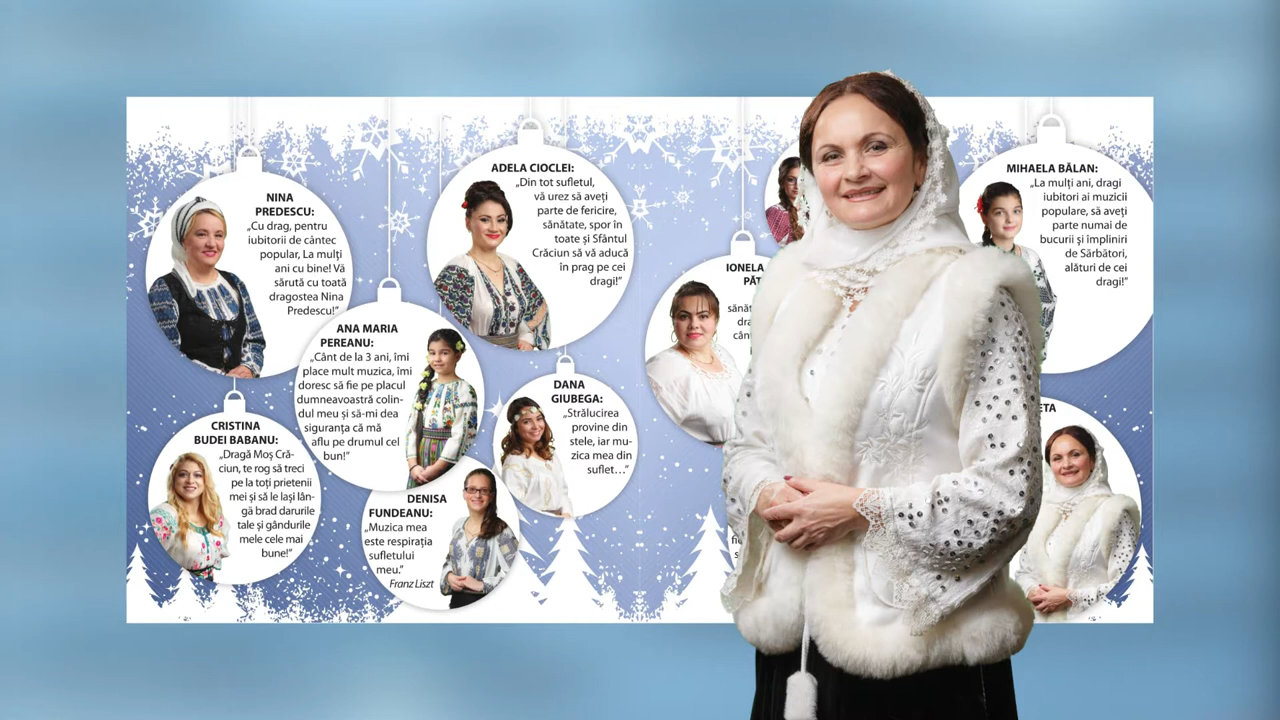 NINA
PREDESCU:
„Cu drag, pentru
iubitorii de cântec
popular, La mulți
ani cu bine! Vă
sărută cu toată
dragostea Nina
Predescu!”
ADELA CIOCLEI:
„Din tot sufletul,
vă urez să aveți
parte de fericire,
sănătate, spor în
toate și Sfântul
Crăciun să vă aducă
în prag pe cei
dragi!”
MIHAELA BĂLAN:
„La mulți ani, dragi
iubitori ai muzicii
populare, să aveți
parte numai de
bucurii și împliniri
de Sărbători,
alături de cei
dragi!”
IONELA
ANA MARIA
PEREANU:
„Cânt de la 3 ani, îmi
place mult muzica, îmi
doresc să fie pe placul
dumneavoastră colin-
dul meu și să-mi dea
siguranța că mă
aflu pe drumul cel
bun!”
DANA
GIUBEGA:
„Strălucirea
provine din
stele, iar mu-
zica mea din
suflet…”
CRISTINA
BUDEI BABANU:
„Dragă Moș Cră-
ciun, te rog să treci
pe la toți prietenii
mei și să le lași lân-
gă brad darurile
tale și gândurile
mele cele mai
bune!”
DENISA
FUNDEANU:
„Muzica mea
este respirația
sufletului
meu.”
Franz Liszt